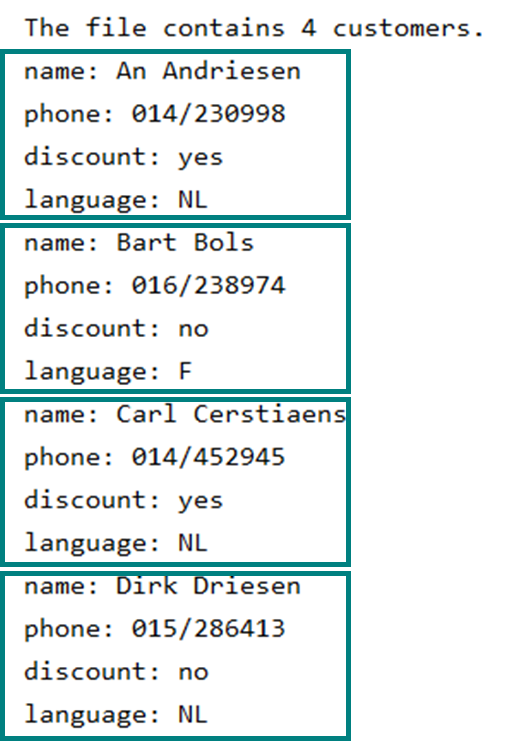 The file contains 4 customers.
name: An Andriesen
phone: 014/230998
discount: yes
language: NL
name: Bart Bols
phone: 016/238974
discount: no
language: F
name: Carl Cerstiaens
phone: 014/452945
discount: yes
language: NL
name: Dirk Driesen
phone: 015/286413
discount: no
language: NL